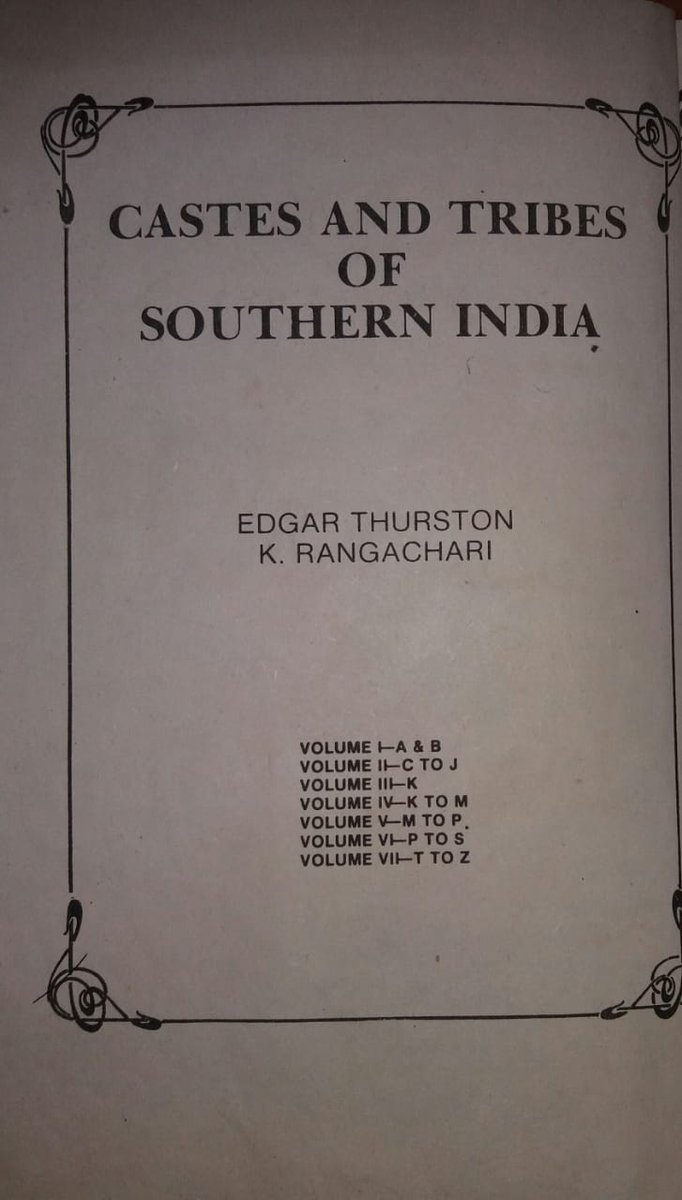 CASTES AND TRIBES
OF
SOUTHERN INDIA
EDGAR THURSTON
K. RANGACHARI
VOLUME I—A & B
VOLUME II—C TO J
VOLUME III—K
VOLUME IV—K TO M
VOLUME V—M TO P.
VOLUME VI—P TO S
VOLUME VII—T TO Z